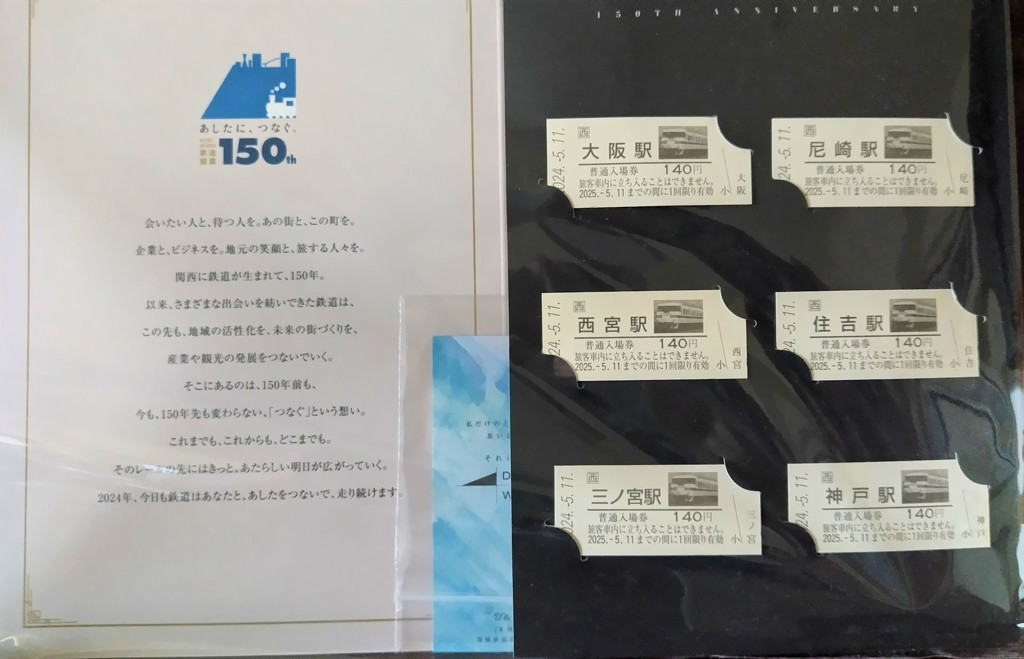 あしたに、つなぐ。
150th
会いたい人と、待つ人を。あの街と、この町を。
企業と、ビジネスを。地元の笑顔と、旅する人々を。
関西に鉄道が生まれて、150年。
以来、さまざまな出会いを紡いできた鉄道は、
この先も、地域の活性化を、未来の街づくりを、
産業や観光の発展をつないでいく。
そこにあるのは、150年前も、
今も、150年先も変わらない、「つなぐ」という想い。
これまでも、これからも、どこまでも。
そのレールの先にはきっと、あたらしい明日が広がっていく。
2024年、今日も鉄道はあなたと、あしたをつないで、走り続けます。
私だけの
それ
D
W
150TH ANNIVERSARY
024.-5.11.
西
大阪駅
普通入場券 140円
旅客車内に立ち入ることはできません。
2025.-5.11までの間に1回限り有効
小
大阪
24.-5.11.
西
尼崎駅
普通入場券 140円
旅客車内に立ち入ることはできません。
2025.-5.11までの間に1回限り有効
小
尼崎
24.-5.11.
西
西宮駅
普通入場券 140円
旅客車内に立ち入ることはできません。
2025.-5.11までの間に1回限り有効
小
西宮
24.-5.11.
西
住吉駅
普通入場券 140円
旅客車内に立ち入ることはできません。
2025.-5.11までの間に1回限り有効
小
住吉
024.-5.11.
西
三ノ宮駅
普通入場券 140円
旅客車内に立ち入ることはできません。
2025.-5.11までの間に1回限り有効
小
三ノ宮
24.-5.11.
西
神戸駅
普通入場券 140円
旅客車内に立ち入ることはできません。
2025.-5.11までの間に1回限り有効
小
神戸